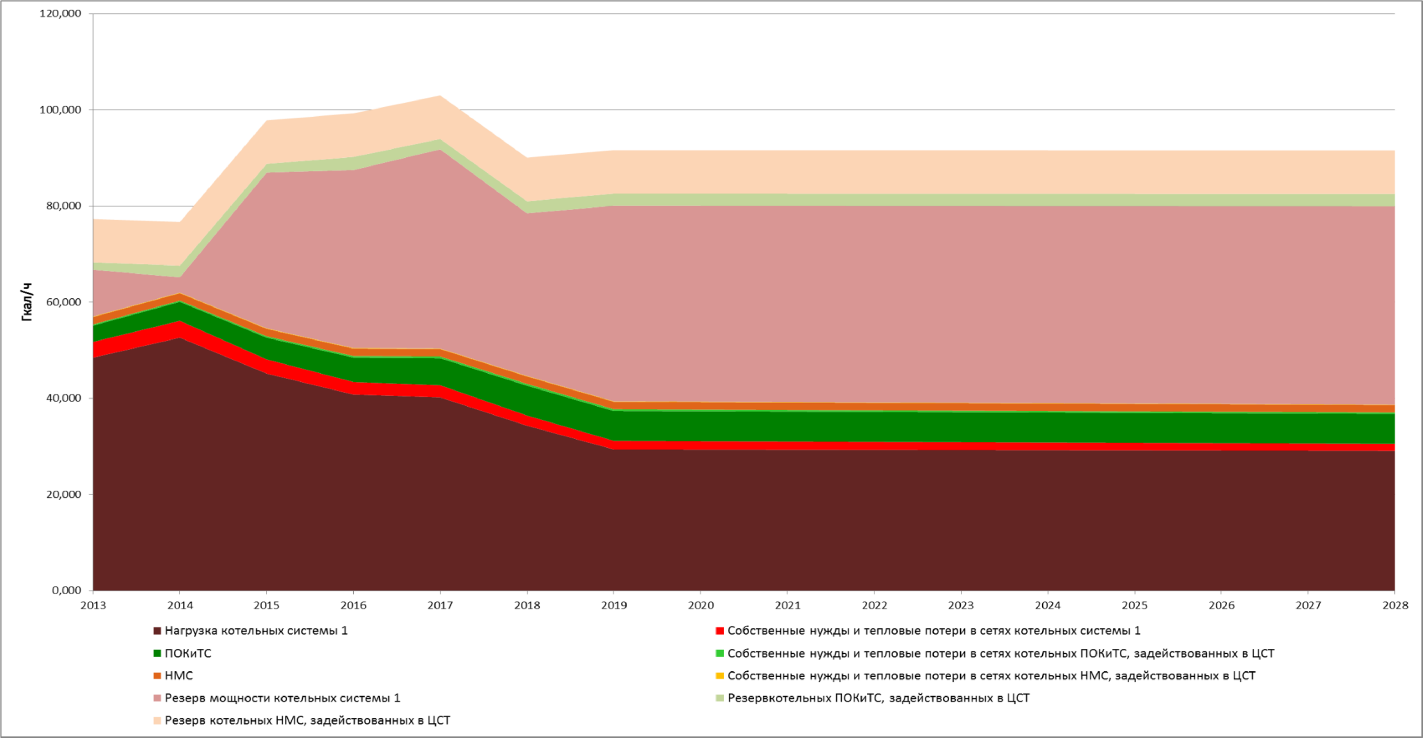 120,000
100,000
80,000
60,000
40,000
20,000
0,000
Гкал/ч
2013 2014 2015 2016 2017 2018 2019 2020 2021 2022 2023 2024 2025 2026 2027 2028
Нагрузка котельных системы 1
Собственные нужды и тепловые потери в сетях котельных системы 1
ПОКиТС
Собственные нужды и тепловые потери в сетях котельных ПОКиТС, задействованных в ЦСТ
НМС
Собственные нужды и тепловые потери в сетях котельных НМС, задействованных в ЦСТ
Резерв мощности котельных системы 1
Резервкотельных ПОКиТС, задействованных в ЦСТ
Резерв котельных НМС, задействованных в ЦСТ